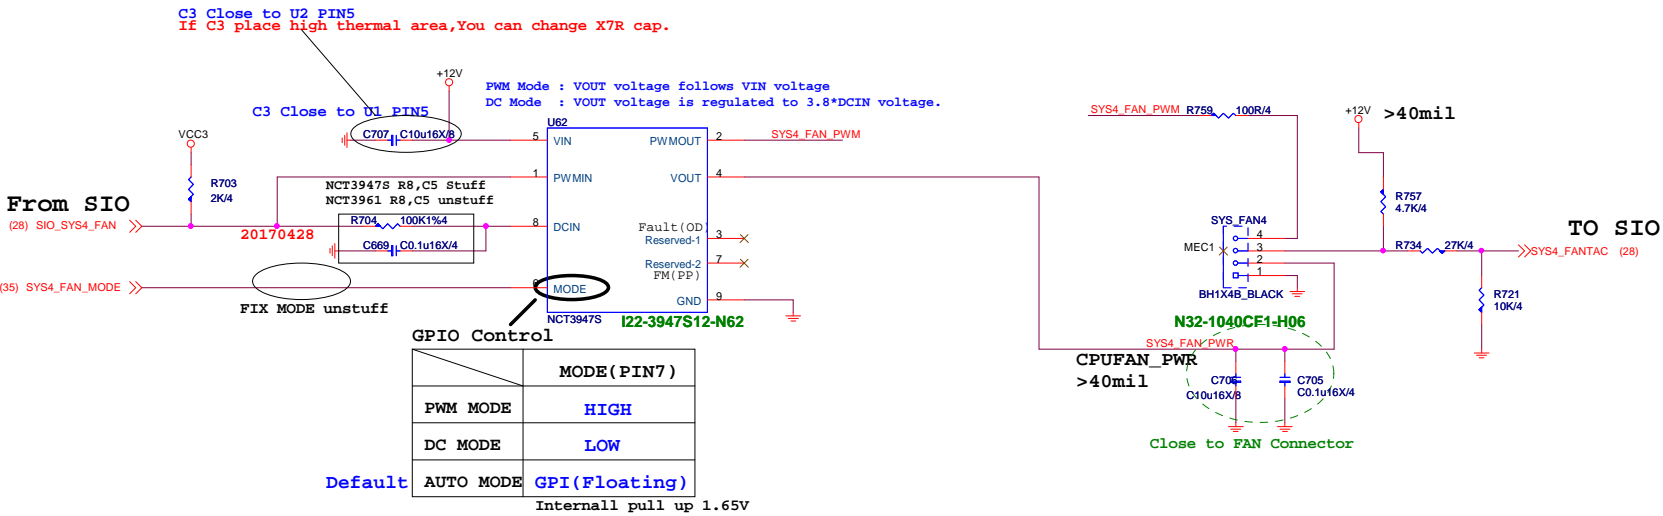 C3 Close to U2 PIN5
If C3 place high thermal area,You can change X7R cap.
+12V
PWM Mode : VOUT voltage follows VIN voltage
DC Mode : VOUT voltage is regulated to 3.8*DCIN voltage.
C3 Close to U1 PIN5
U62
C707 C10u16X/8
5 VIN
PWMOUT 2
SYS4_FAN_PWM
VCC3
R703
2K/4
1 PWMIN
VOUT 4
NCT3947S R8,C5 Stuff
NCT3961 R8,C5 unstuff
From SIO
(28) SIO_SYS4_FAN
20170428
R704 100K1%4
C669 C0.1u16X/4
8 DCIN
Fault(OD)
Reserved-1 3
Reserved-2 7
FM(PP)
(35) SYS4_FAN_MODE
FIX MODE unstuff
MODE
GND 9
NCT3947S
I22-3947S12-N62
GPIO Control
MODE(PIN7)
PWM MODE HIGH
DC MODE LOW
Default AUTO MODE GPI(Floating)
Internall pull up 1.65V
SYS4_FAN_PWM
R759 100R/4
+12V >40mil
R757
4.7K/4
SYS_FAN4
4
3
2
1
MEC1
BH1X4B_BLACK
N32-1040CE1-H06
R734 27K/4
TO SIO
SYS4_FANTAC (28)
R721
10K/4
SYS4_FAN_PWR
CPUFAN_PWR
>40mil
C10u16X/8
C705
C0.1u16X/4
Close to FAN Connector